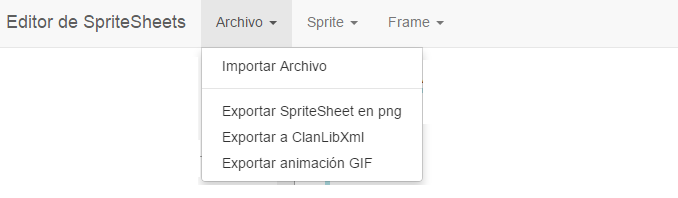 Editor de SpriteSheets Archivo Sprite Frame
Importar Archivo
Exportar SpriteSheet en png
Exportar a ClanLibXml
Exportar animación GIF